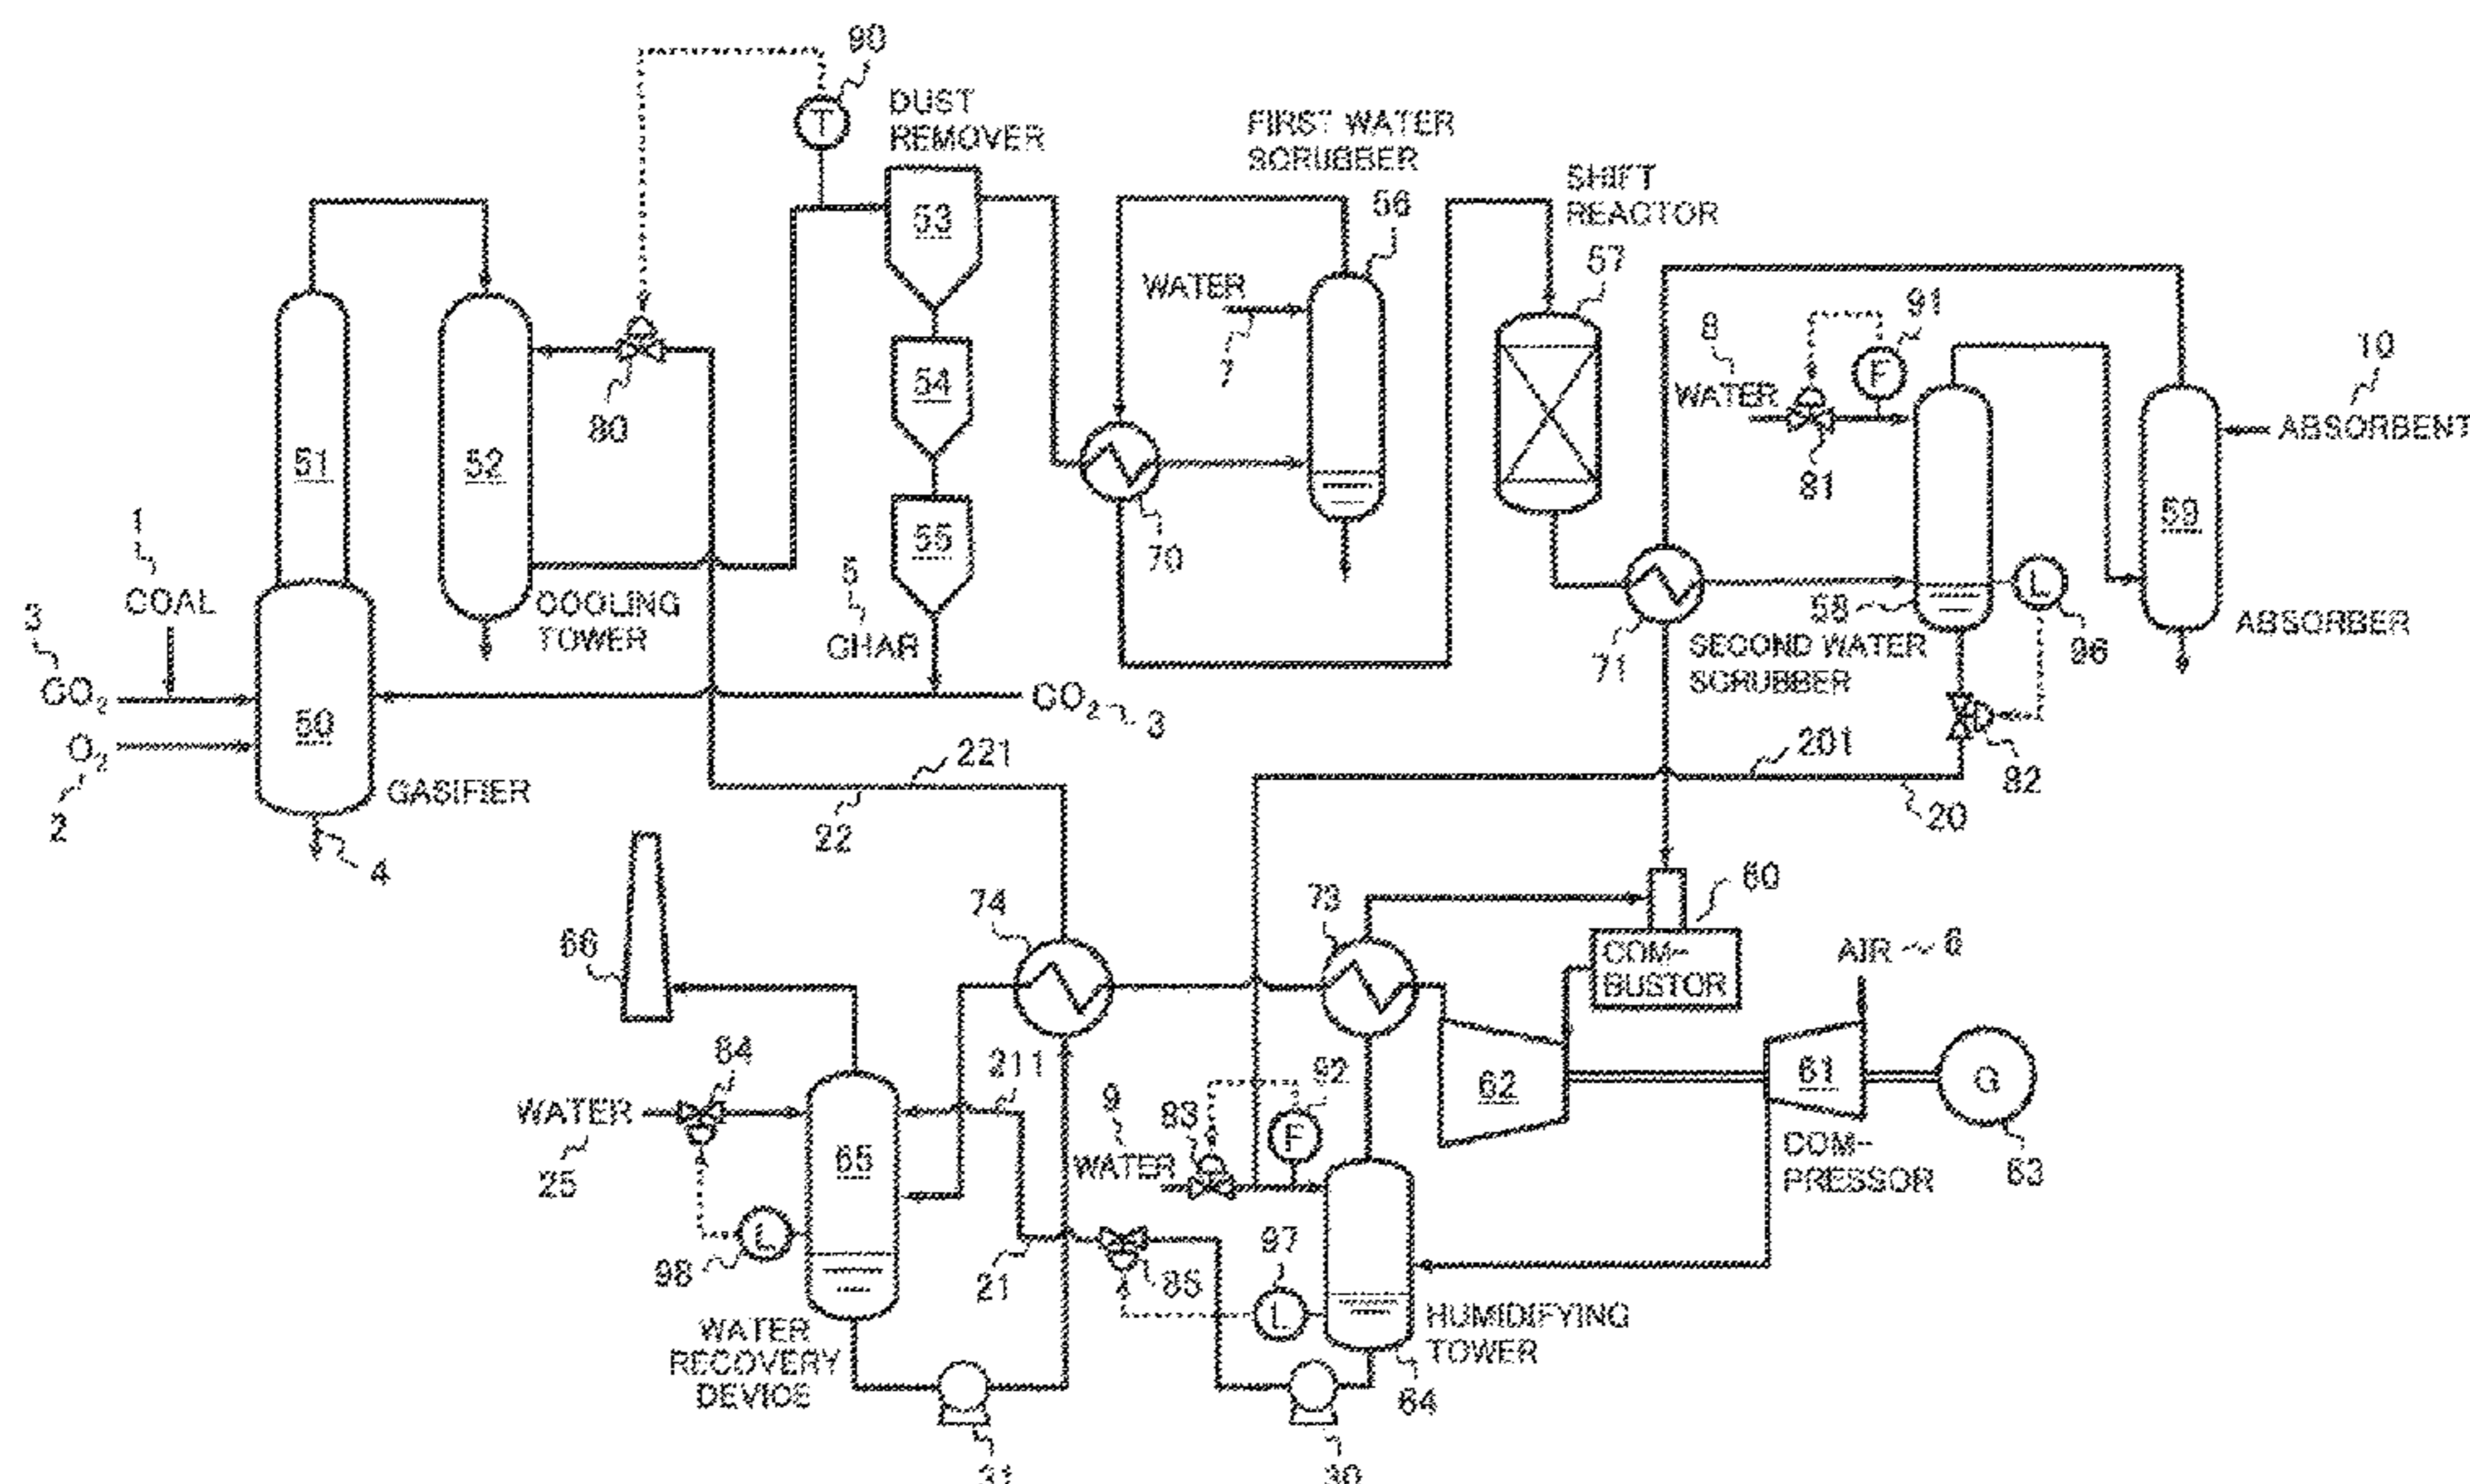 90
DUST
REMOVER
FIRST WATER
SCRUBBER
SHIFT
REACTOR
56
53
57
WATER
7
91
8
F
WATER
10
ABSORBENT
54
80
51
52
81
59
55
70
1
COAL
5
CHAR
COOLING
TOWER
3
CO2
50
O2
2
GASIFIER
4
CO2
3
58
L
96
ABSORBER
71
SECOND WATER
SCRUBBER
82
221
22
201
20
T
66
74
73
60
COM-
BUSTOR
AIR
6
84
211
92
62
61
G
WATER
25
65
9
83
F
WATER
COM-
PRESSOR
63
98
L
21
85
97
L
WATER
RECOVERY
DEVICE
HUMIDIFYING
TOWER
64
31
30